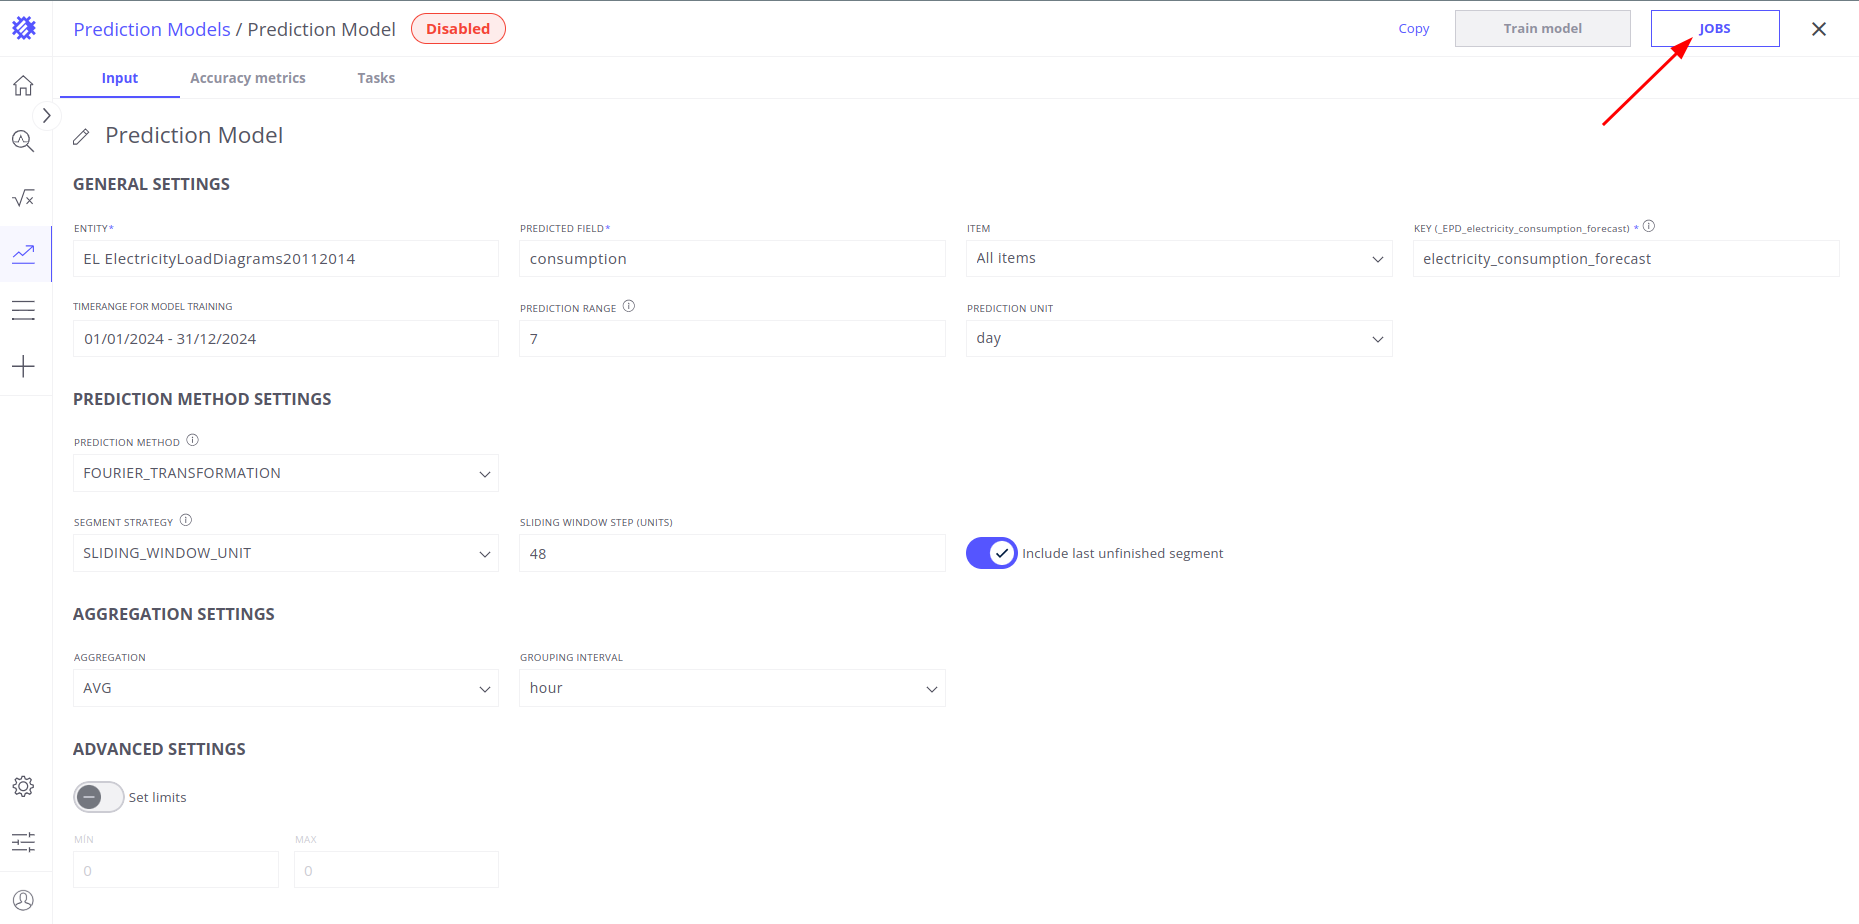 Prediction Models / Prediction Model Disabled Copy Train model JOBS
Input Accuracy metrics Tasks
Prediction Model
GENERAL SETTINGS
ENTITY* PREDICTED FIELD* ITEM KEY (_EPD_electricity_consumption_forecast) *
EL ElectricityLoadDiagrams20112014 consumption All items electricity_consumption_forecast
TIMERANGE FOR MODEL TRAINING PREDICTION RANGE PREDICTION UNIT
01/01/2024 - 31/12/2024 7 day
PREDICTION METHOD SETTINGS
PREDICTION METHOD
FOURIER_TRANSFORMATION
SEGMENT STRATEGY SLIDING WINDOW STEP (UNITS)
SLIDING_WINDOW_UNIT 48 Include last unfinished segment
AGGREGATION SETTINGS
AGGREGATION GROUPING INTERVAL
AVG hour
ADVANCED SETTINGS
Set limits
MÍN MAX
0 0